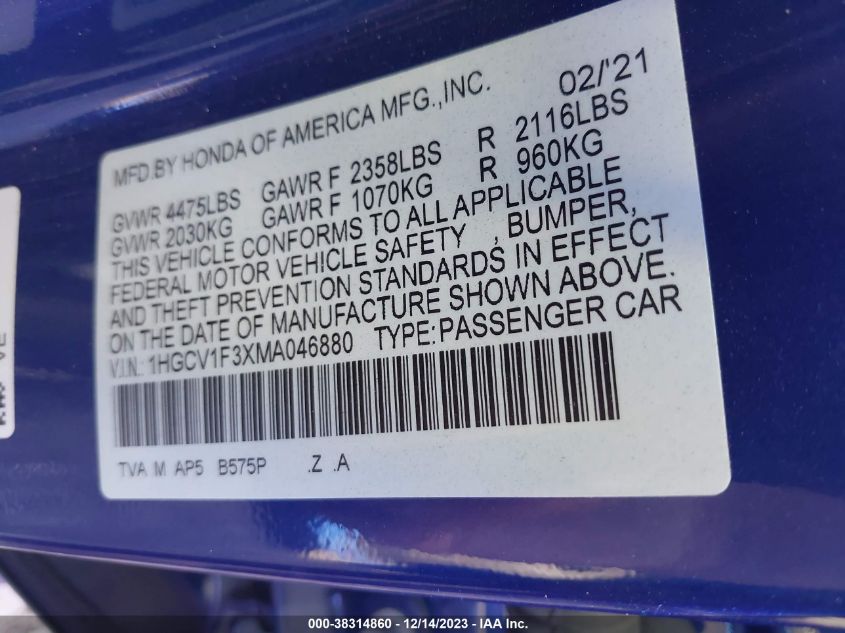 MFD.BY HONDA OF AMERICA MFG.,INC. 02/'21
GVWR 4475LBS GAWR F 2358LBS R 2116LBS
GVWR 2030KG GAWR F 1070KG R 960KG
THIS VEHICLE CONFORMS TO ALL APPLICABLE
FEDERAL MOTOR VEHICLE SAFETY , BUMPER,
AND THEFT PREVENTION STANDARDS IN EFFECT
ON THE DATE OF MANUFACTURE SHOWN ABOVE.
V.I.N.: 1HGCV1F3XMA046880 TYPE:PASSENGER CAR
TVA M AP5 B575P .Z .A
000-38314860 - 12/14/2023 - IAA Inc.